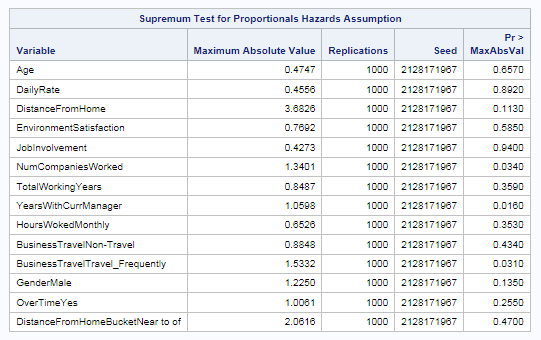 Supremum Test for Proportionals Hazards Assumption
Variable Maximum Absolute Value Replications Seed Pr > MaxAbsVal
Age 0.4747 1000 2128171967 0.6570
DailyRate 0.4556 1000 2128171967 0.8920
DistanceFromHome 3.6826 1000 2128171967 0.1130
EnvironmentSatisfaction 0.7692 1000 2128171967 0.5850
JobInvolvement 0.4273 1000 2128171967 0.9400
NumCompaniesWorked 1.3401 1000 2128171967 0.0340
TotalWorkingYears 0.8487 1000 2128171967 0.3590
YearsWithCurrManager 1.0598 1000 2128171967 0.0160
HoursWokedMonthly 0.6526 1000 2128171967 0.3530
BusinessTravelNon-Travel 0.8848 1000 2128171967 0.4340
BusinessTravelTravel_Frequently 1.5332 1000 2128171967 0.0310
GenderMale 1.2250 1000 2128171967 0.1350
OverTimeYes 1.0061 1000 2128171967 0.2550
DistanceFromHomeBucketNear to of 2.0616 1000 2128171967 0.4700